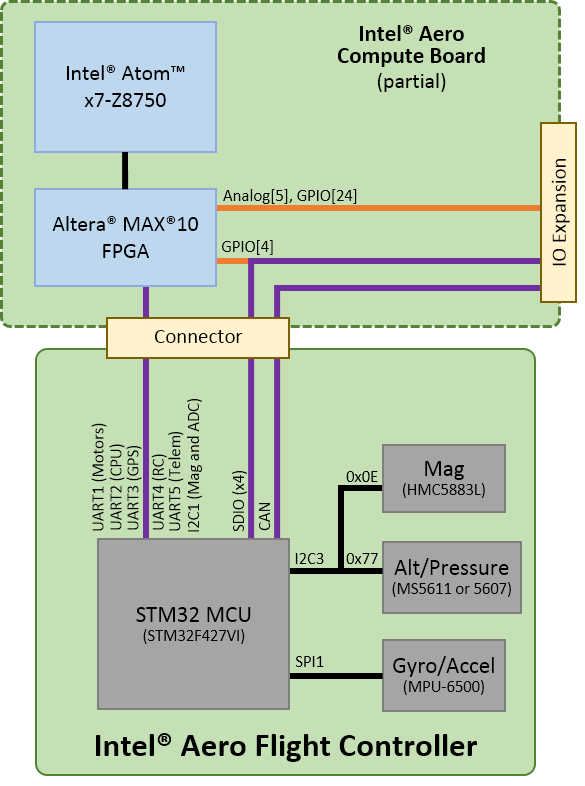 Intel® Aero
Compute Board
(partial)
Intel® Atom™
x7-Z8750
Altera® MAX®10
FPGA
Analog[5], GPIO[24]
GPIO[4]
IO Expansion
Connector
UART1 (Motors)
UART2 (CPU)
UART3 (GPS)
UART4 (RC)
UART5 (Telem)
I2C1 (Mag and ADC)
SDIO (x4)
CAN
STM32 MCU
(STM32F427VI)
I2C3
0x0E
0x77
SPI1
Mag
(HMC5883L)
Alt/Pressure
(MS5611 or 5607)
Gyro/Accel
(MPU-6500)
Intel® Aero Flight Controller